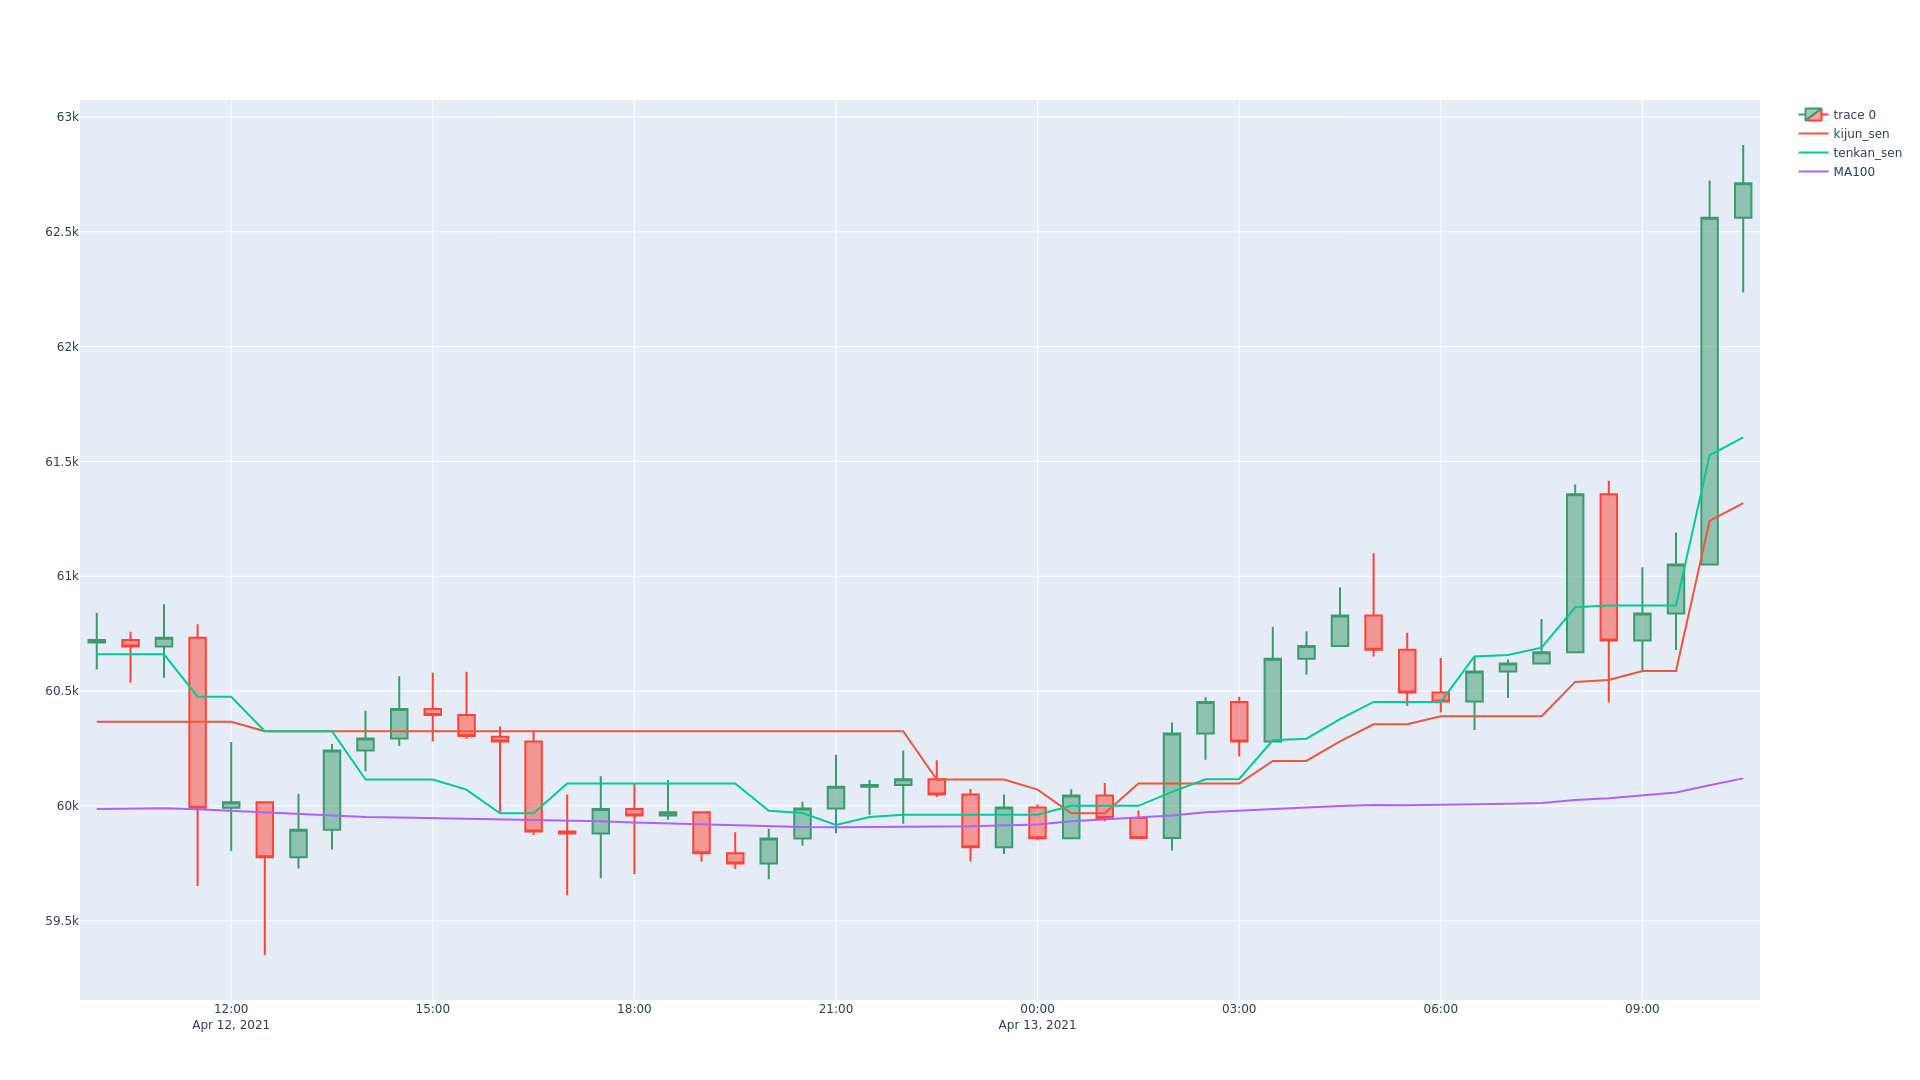 63k
62.5k
62k
61.5k
61k
60.5k
60k
59.5k
12:00
Apr 12, 2021
15:00
18:00
21:00
00:00
Apr 13, 2021
03:00
06:00
09:00
trace 0
kijun_sen
tenkan_sen
MA100